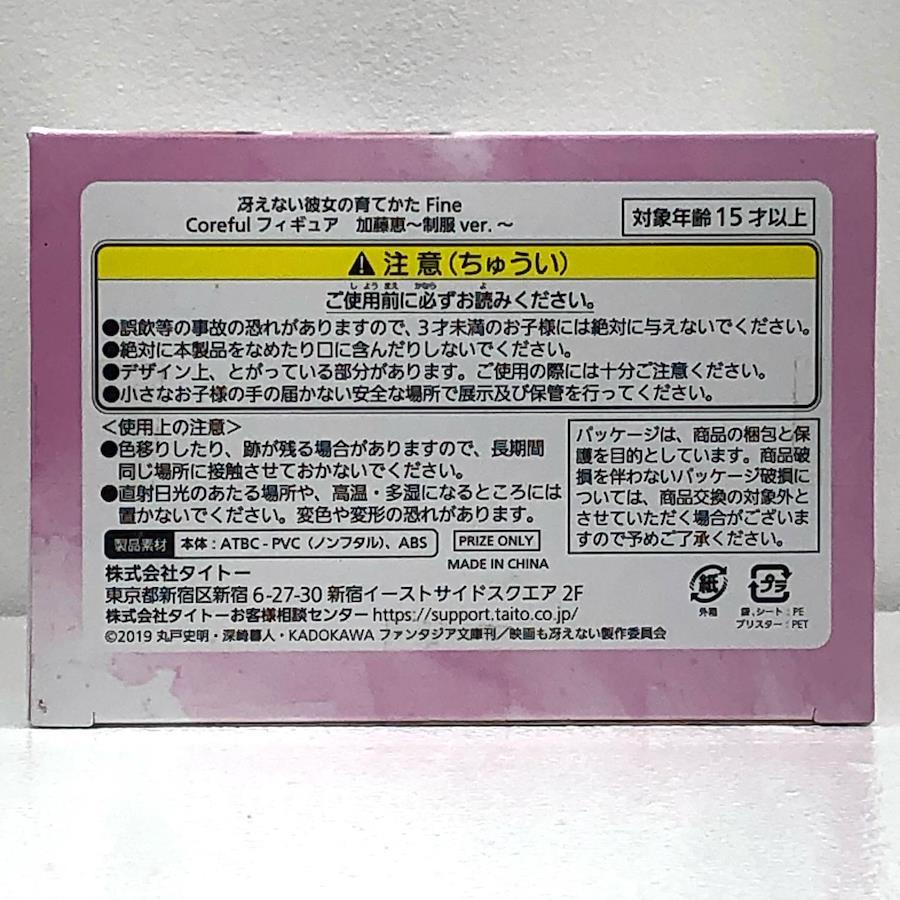 冴えない彼女の育てかた Fine
Coreful フィギュア　加藤恵～制服 ver.～
対象年齢 15 才以上
注意(ちゅうい)
しようまえ かなら よ
ご使用前に必ずお読みください。
●誤飲等の事故の恐れがありますので、3才未満のお子様には絶対に与えないでください。
●絶対に本製品をなめたり口に含んだりしないでください。
●デザイン上、とがっている部分があります。ご使用の際には十分ご注意ください。
●小さなお子様の手の届かない安全な場所で展示及び保管を行ってください。
＜使用上の注意＞
●色移りしたり、跡が残る場合がありますので、長期間
同じ場所に接触させておかないでください。
●直射日光のあたる場所や、高温・多湿になるところには
置かないでください。変色や変形の恐れがあります。
パッケージは、商品の梱包と保
護を目的としています。商品破
損を伴わないパッケージ破損に
ついては、商品交換の対象外と
させていただく場合がございま
すので予めご了承ください。
製品素材 本体：ATBC-PVC（ノンフタル）、ABS
PRIZE ONLY
MADE IN CHINA
株式会社タイトー
東京都新宿区新宿 6-27-30 新宿イーストサイドスクエア 2F
株式会社タイトーお客様相談センター https://support.taito.co.jp/
©2019 丸戸史明・深崎暮人・KADOKAWA ファンタジア文庫刊／映画も冴えない製作委員会
紙
外箱
プラ
袋、シート：PE
ブリスター：PET